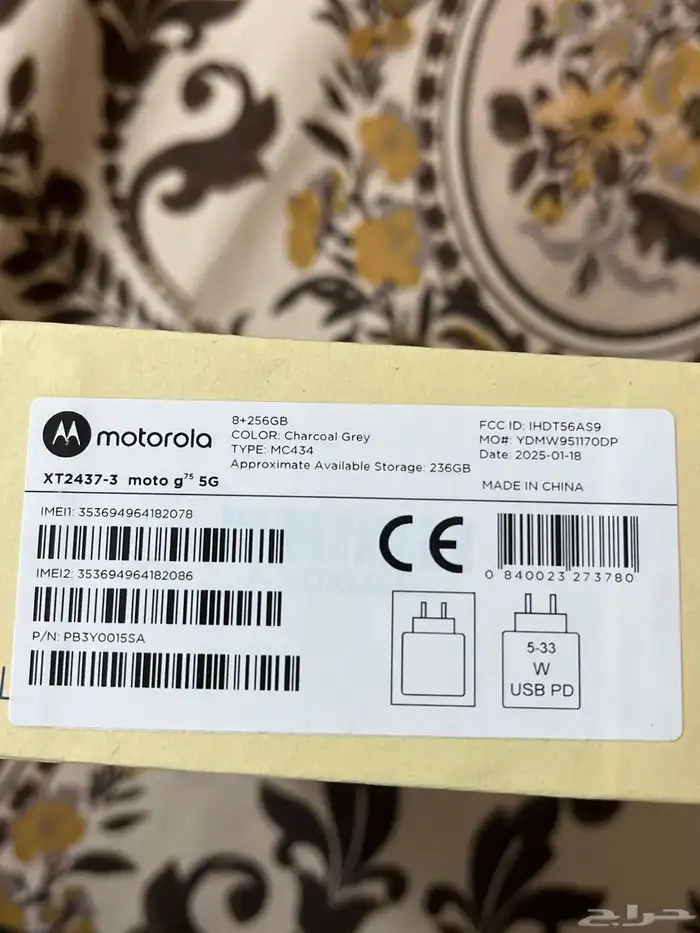 motorola
XT2437-3 moto g⁷⁵ 5G
8+256GB
COLOR: Charcoal Grey
TYPE: MC434
Approximate Available Storage: 236GB
FCC ID: IHDT56AS9
MO#: YDMW951170DP
Date: 2025-01-18
MADE IN CHINA
IMEI1: 353694964182078
IMEI2: 353694964182086
P/N: PB3Y0015SA
CE
0 840023 273780
5-33
W
USB PD
حراج